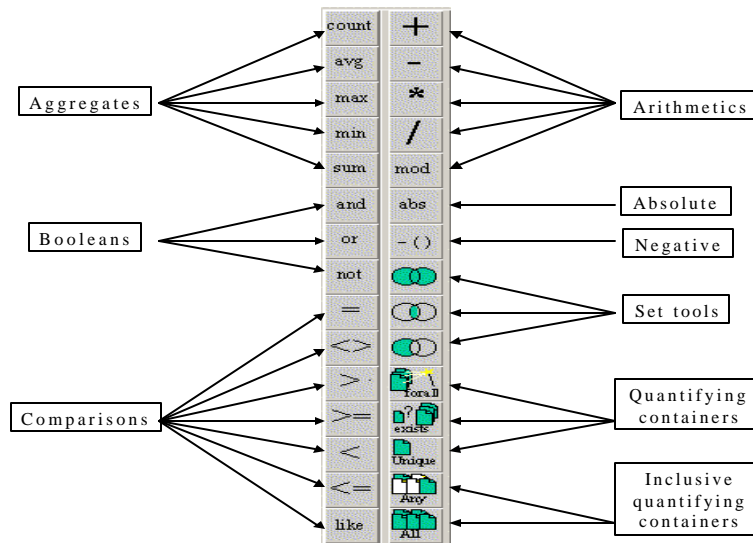 count +
avg -
Aggregates max * Arithmetics
min /
sum mod
and abs Absolute
Booleans or - ( ) Negative
not
= Set tools
<>
> forall
Comparisons >= exists Quantifying containers
< Unique
<= Any Inclusive quantifying containers
like All
?